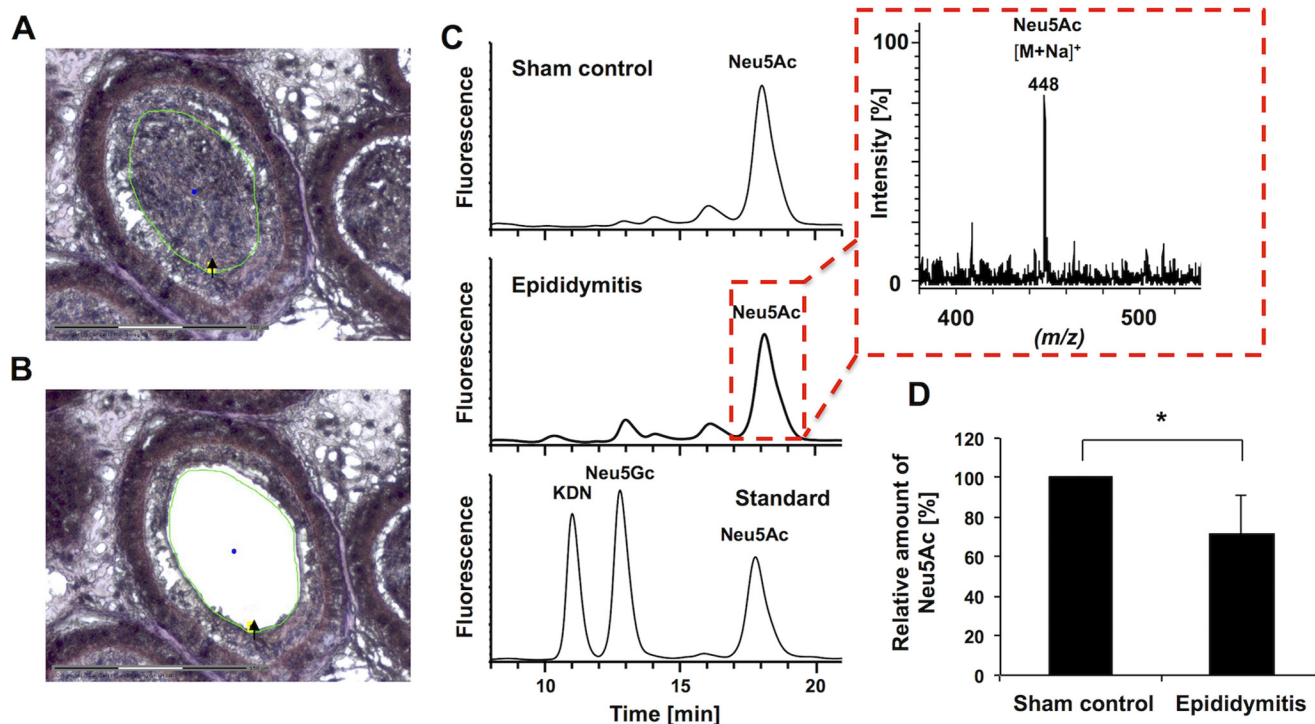 A
B
C
Sham control
Neu5Ac
Fluorescence
Epididymitis
Neu5Ac
Fluorescence
KDN
Neu5Gc
Standard
Neu5Ac
Fluorescence
10
15
20
Time [min]
Neu5Ac
[M+Na]+
448
100
0
Intensity [%]
400
500
(m/z)
D
*
120
100
80
60
40
20
0
Relative amount of
Neu5Ac [%]
Sham control
Epididymitis